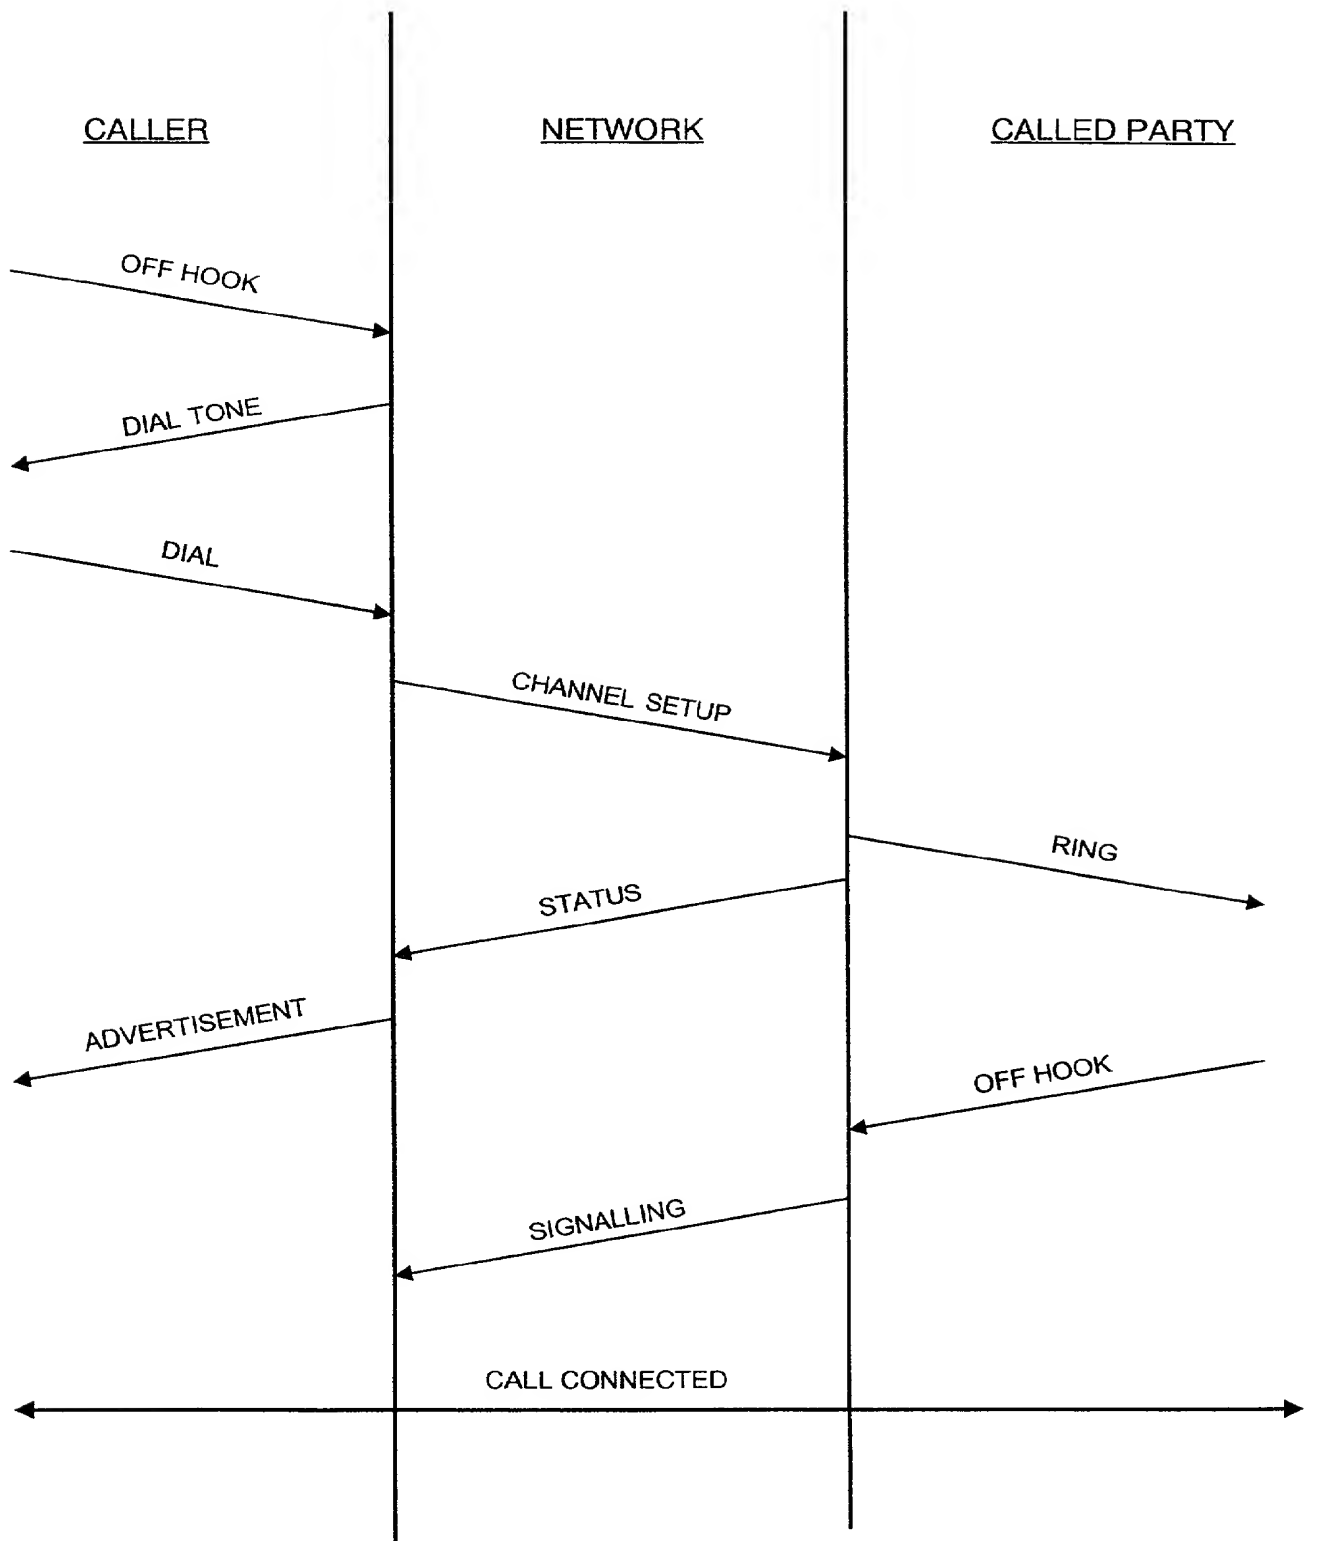 CALLER
NETWORK
CALLED PARTY
OFF HOOK
DIAL TONE
DIAL
CHANNEL SETUP
RING
STATUS
ADVERTISEMENT
OFF HOOK
SIGNALLING
CALL CONNECTED